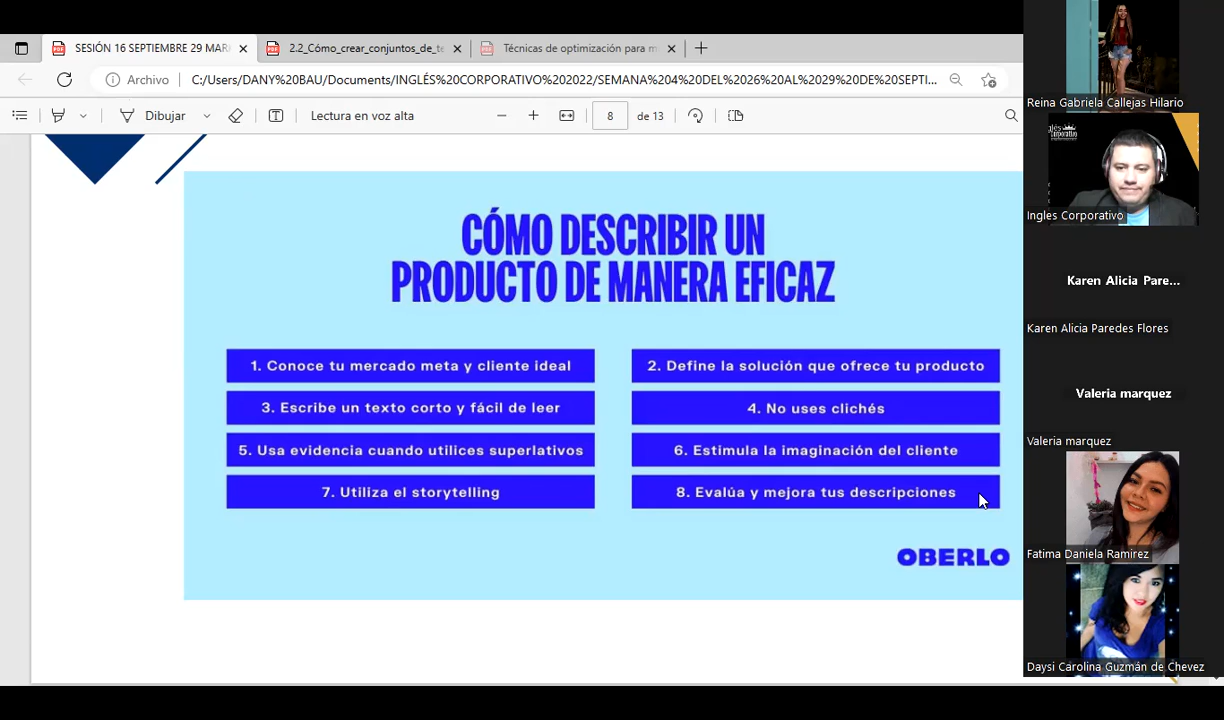 SESIÓN 16 SEPTIEMBRE 29 MAR
2.2_Cómo_crear_conjuntos_de_te
Técnicas de optimización para m
Archivo
C:/Users/DANY%20BAU/Documents/INGLÉS%20CORPORATIVO%202022/SEMANA%204%20DEL%2026%20AL%2029%20DE%20SEPTI...
Dibujar
Lectura en voz alta
8
de 13
CÓMO DESCRIBIR UN
PRODUCTO DE MANERA EFICAZ
1. Conoce tu mercado meta y cliente ideal
2. Define la solución que ofrece tu producto
3. Escribe un texto corto y fácil de leer
4. No uses clichés
5. Usa evidencia cuando utilices superlativos
6. Estimula la imaginación del cliente
7. Utiliza el storytelling
8. Evalúa y mejora tus descripciones
OBERLO
Reina Gabriela Callejas Hilario
Ingles Corporativo
Karen Alicia Pare...
Karen Alicia Paredes Flores
Valeria marquez
Valeria marquez
Fatima Daniela Ramirez
Daysi Carolina Guzmán de Chevez